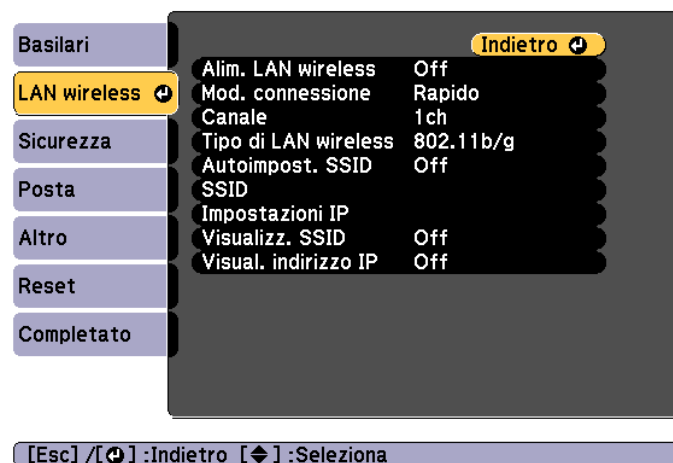 Basilari
LAN wireless
Sicurezza
Posta
Altro
Reset
Completato
Indietro
Alim. LAN wireless Off
Mod. connessione Rapido
Canale 1ch
Tipo di LAN wireless 802.11b/g
Autoimpost. SSID Off
SSID
Impostazioni IP
Visualizz. SSID Off
Visual. indirizzo IP Off
[Esc] /[⏎] :Indietro [◆] :Seleziona